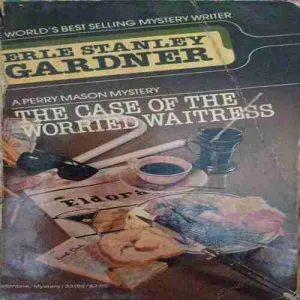 WORLD'S BEST SELLING MYSTERY WRITER
ERLE STANLEY
GARDNER
A PERRY MASON MYSTERY
THE CASE OF THE
WORRIED WAITRESS
Eldora